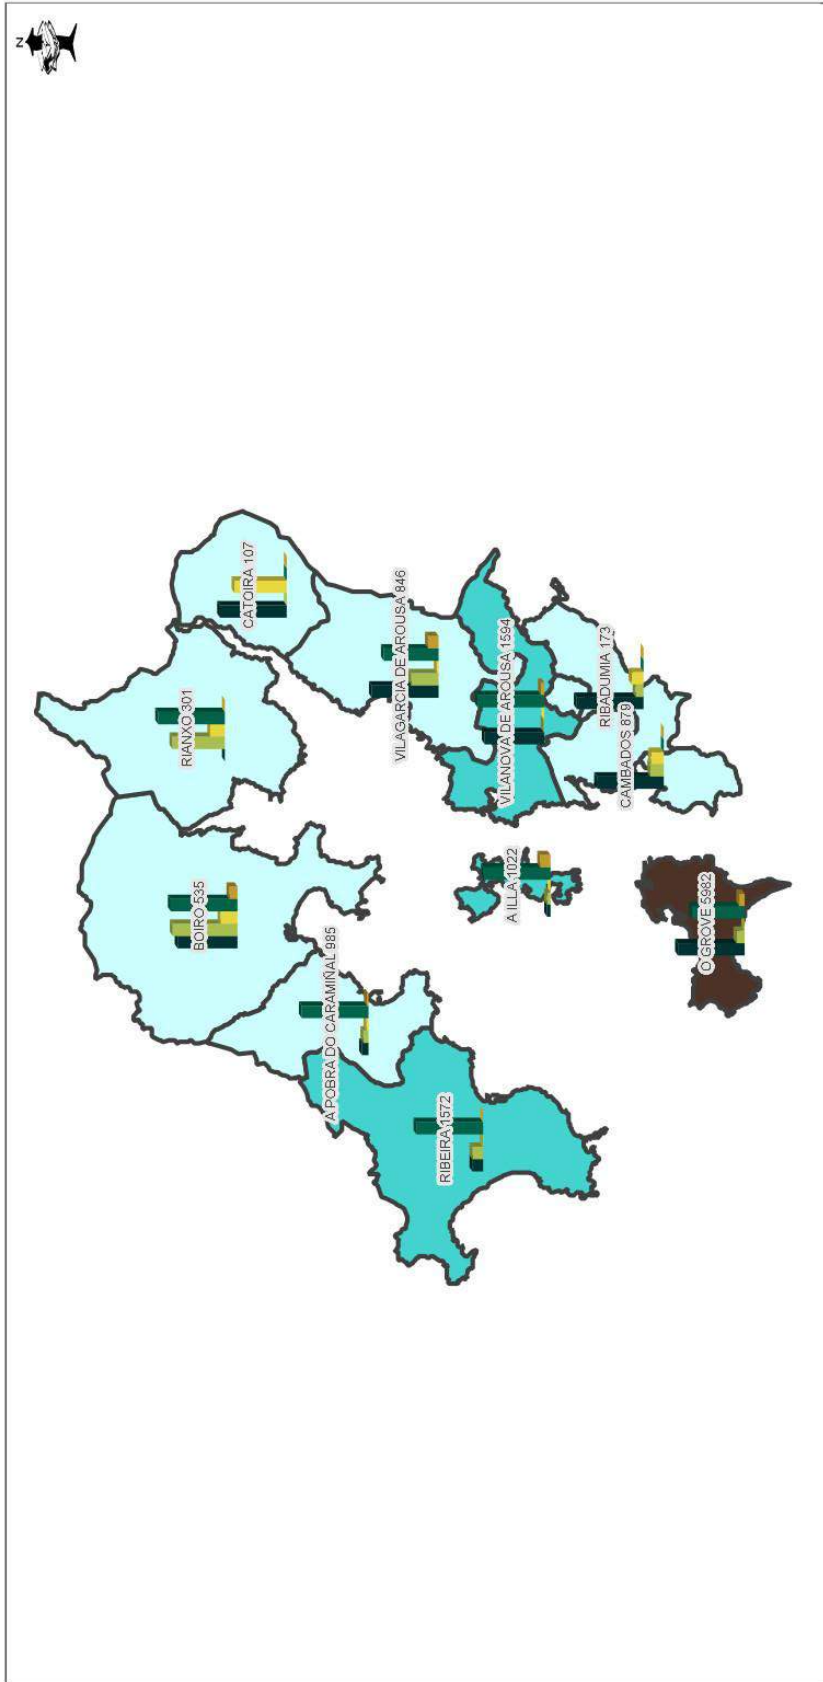 Z
CATOIRA 107
RIANXO 301
VILAGARCIA DE AROUSA 846
BOIRO 535
VILANOVA DE AROUSA 1594
RIBADUMIA 173
CAMBADOS 879
A ILLA 1022
O GROVE 5982
A POBRA DO CARAMIÑAL 985
RIBEIRA 1572